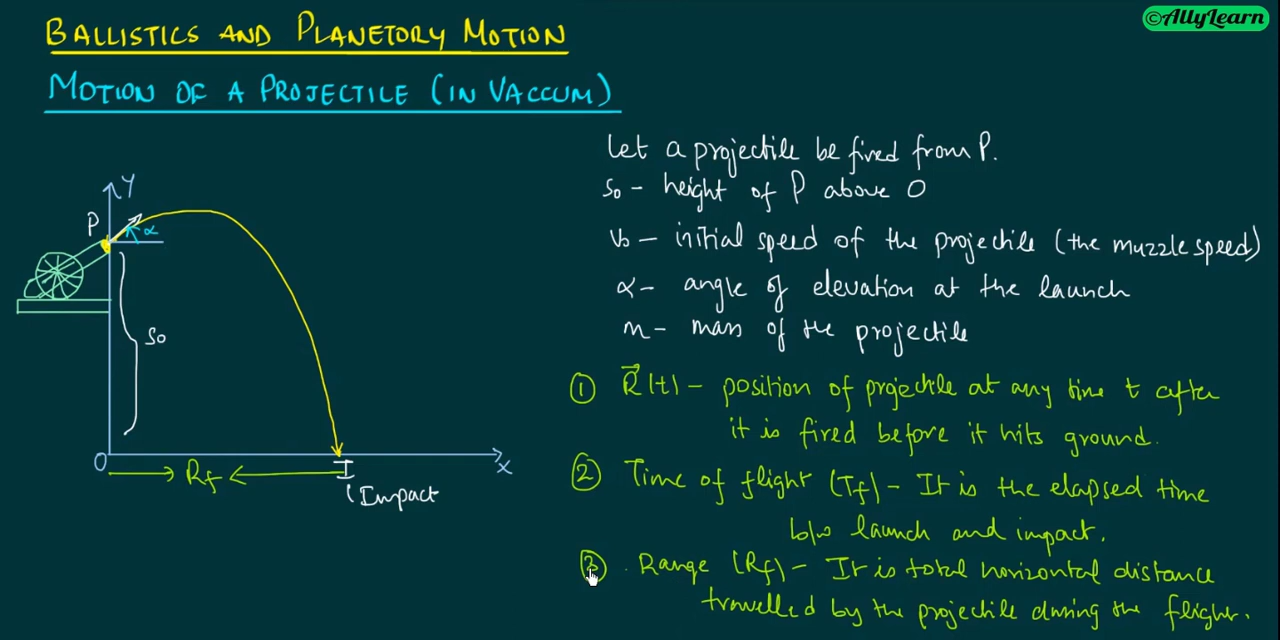 BALLISTICS AND PLANETORY MOTION
©AllyLearn
MOTION OF A PROJECTILE (IN VACCUM)
Let a projectile be fired from P.
s₀ - height of P above O
v₀ - initial speed of the projectile (the muzzle speed)
α - angle of elevation at the launch
m - mass of the projectile
① R⃗(t) - position of projectile at any time t after
it is fired before it hits ground.
② Time of flight (Tf) - It is the elapsed time
b/w launch and impact.
③ Range (Rf) - It is total horizontal distance
travelled by the projectile during the flight.
Y
P
α
s₀
O
X
Rf
I
(Impact